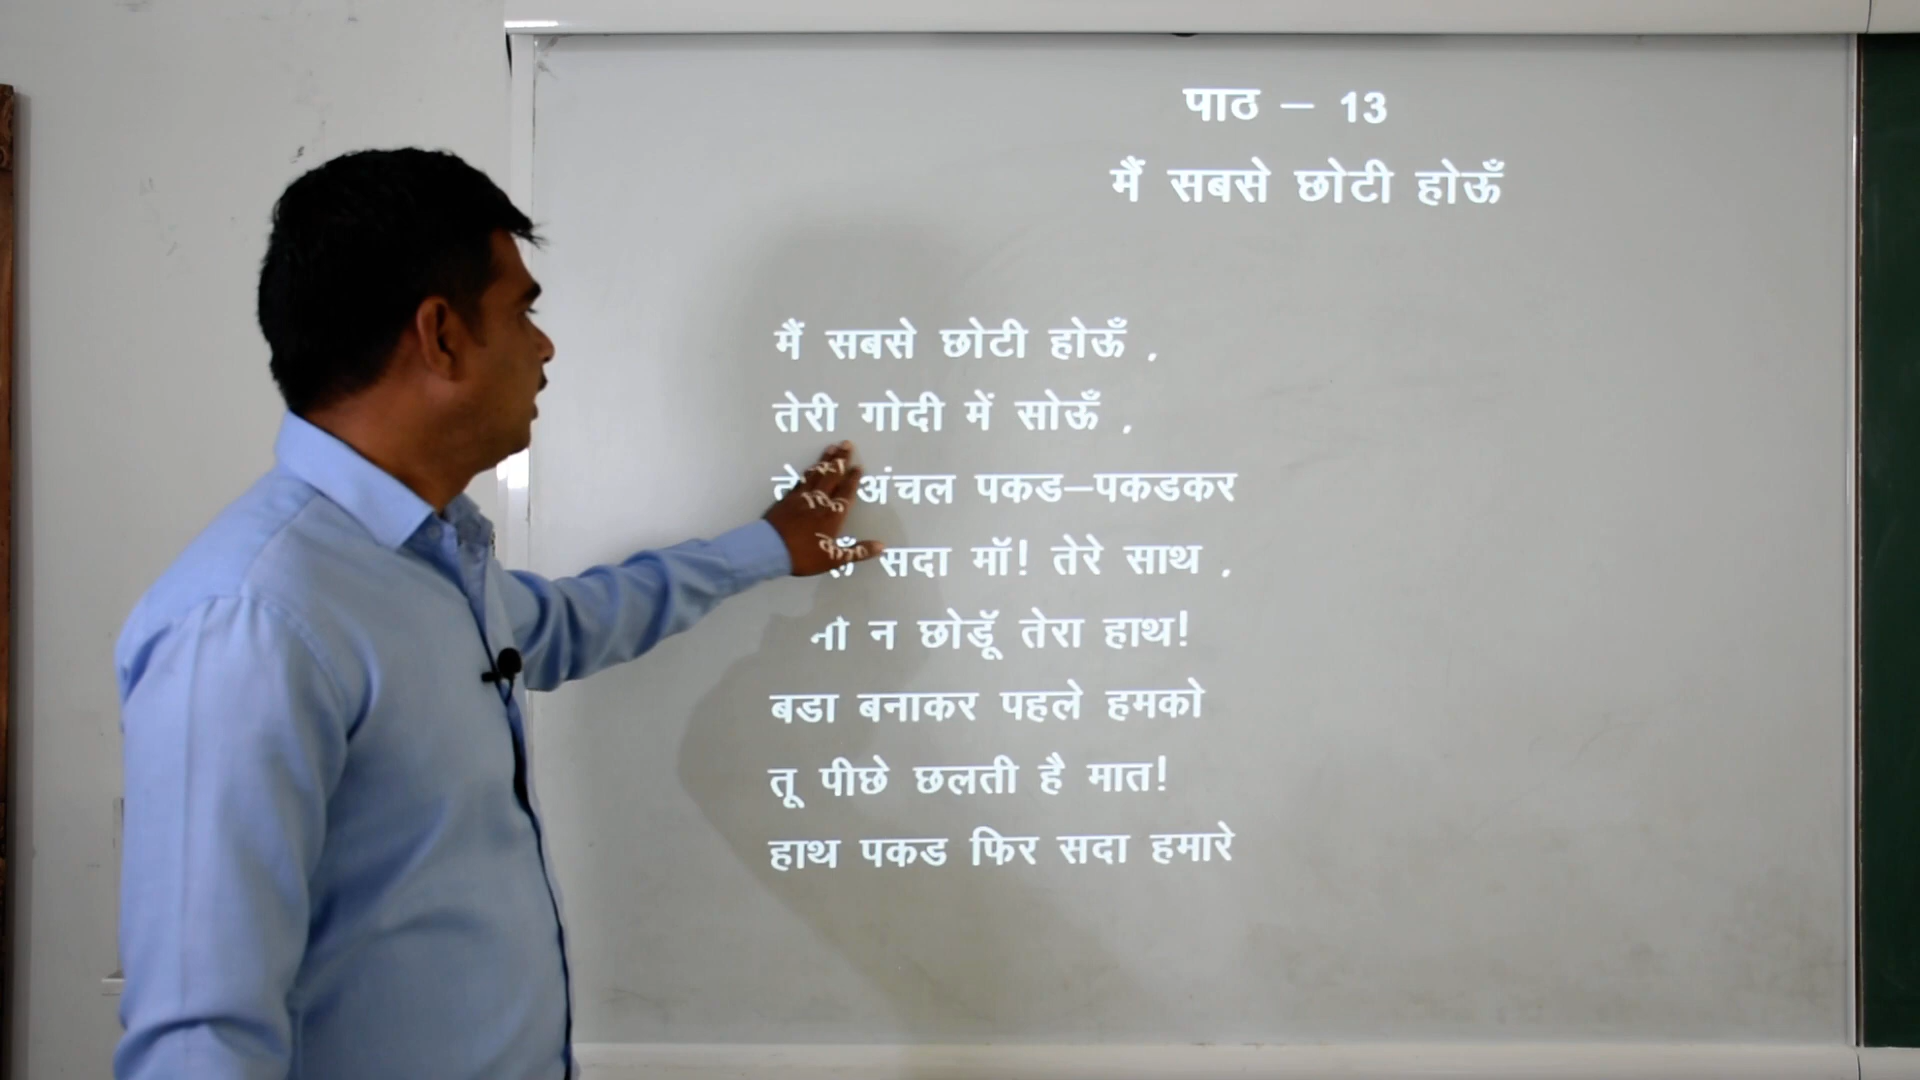 पाठ – 13
मैं सबसे छोटी होऊँ
मैं सबसे छोटी होऊँ ,
तेरी गोदी में सोऊँ ,
अंचल पकड–पकडकर
सदा मॉ! तेरे साथ ,
न छोडूॅ तेरा हाथ!
बडा बनाकर पहले हमको
तू पीछे छलती है मात!
हाथ पकड फिर सदा हमारे